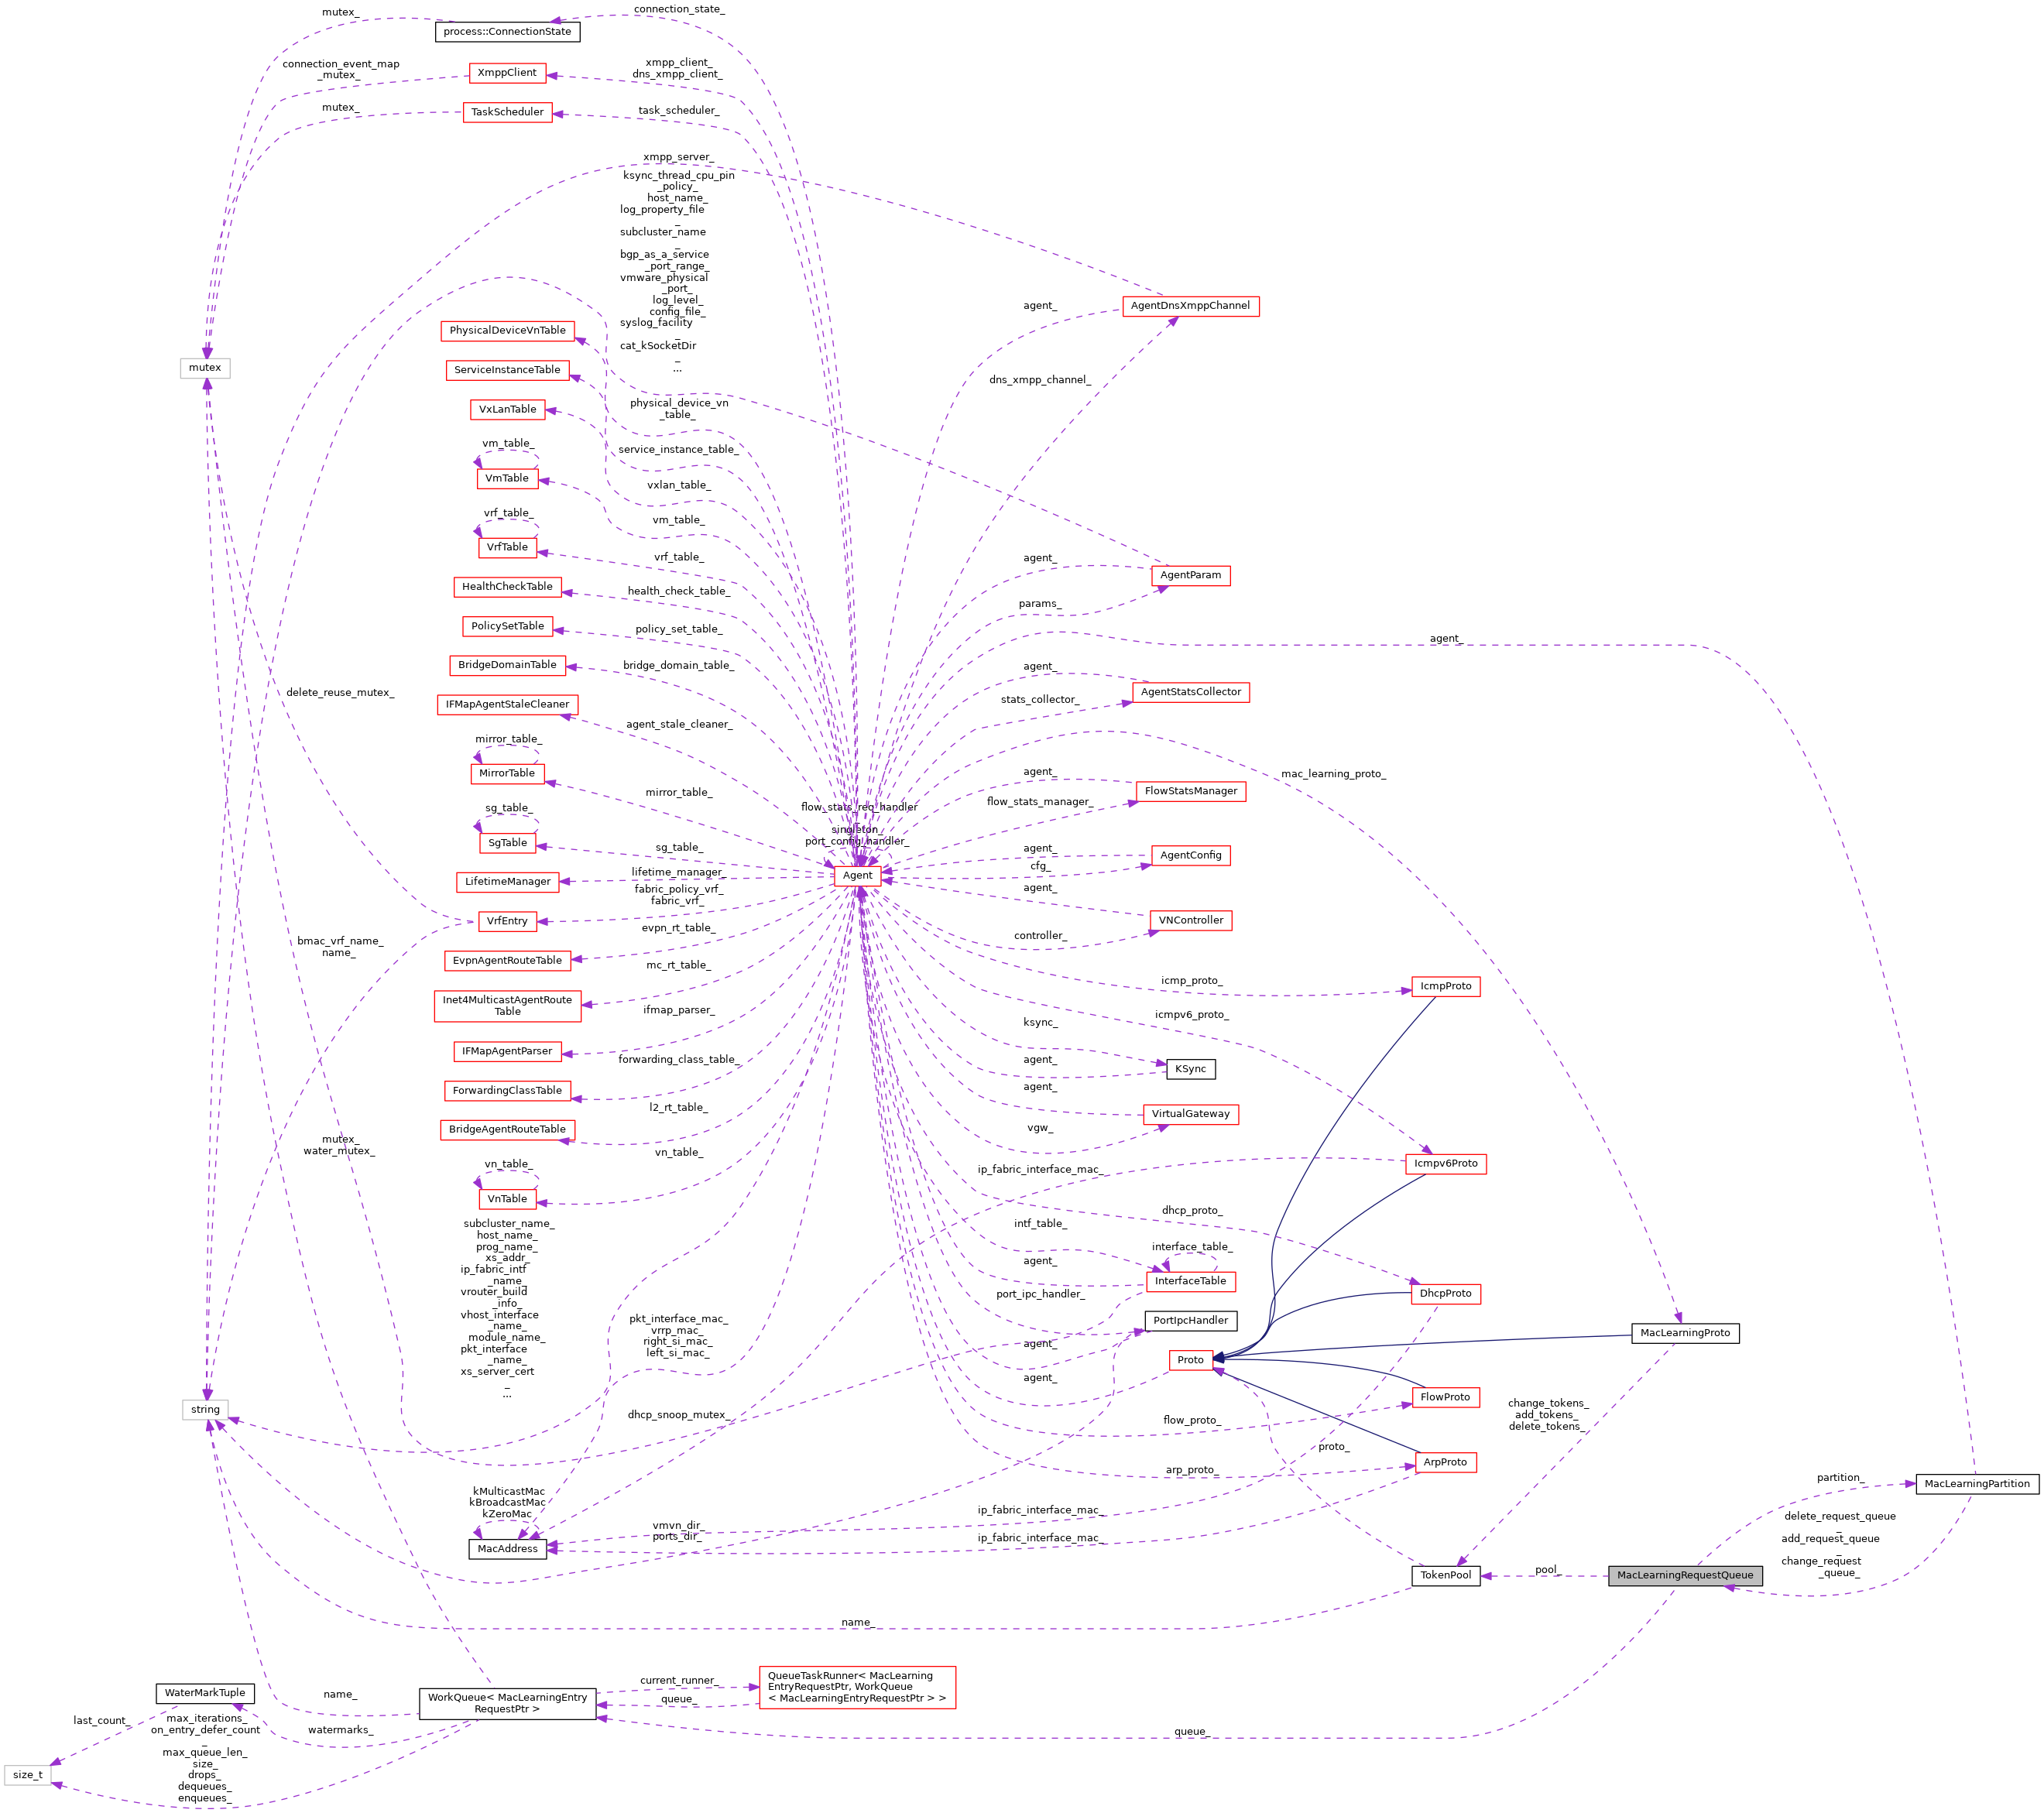 connection_state_
mutex_
process::ConnectionState
connection_event_map
_mutex_
XmppClient
xmpp_client_
dns_xmpp_client_
mutex_
TaskScheduler
task_scheduler_
xmpp_server_
ksync_thread_cpu_pin
_policy_
host_name_
log_property_file
_
subcluster_name
_
bgp_as_a_service
_port_range_
vmware_physical
_port_
log_level_
config_file_
syslog_facility
_
cat_kSocketDir
_
...
AgentDnsXmppChannel
agent_
dns_xmpp_channel_
PhysicalDeviceVnTable
physical_device_vn
_table_
mutex
ServiceInstanceTable
service_instance_table_
VxLanTable
vxlan_table_
vm_table_
VmTable
vm_table_
vrf_table_
VrfTable
vrf_table_
HealthCheckTable
health_check_table_
PolicySetTable
policy_set_table_
BridgeDomainTable
bridge_domain_table_
IFMapAgentStaleCleaner
agent_stale_cleaner_
mirror_table_
MirrorTable
mirror_table_
sg_table_
SgTable
sg_table_
LifetimeManager
lifetime_manager_
VrfEntry
fabric_policy_vrf_
fabric_vrf_
delete_reuse_mutex_
EvpnAgentRouteTable
evpn_rt_table_
Inet4MulticastAgentRoute
Table
mc_rt_table_
IFMapAgentParser
ifmap_parser_
ForwardingClassTable
forwarding_class_table_
BridgeAgentRouteTable
l2_rt_table_
vn_table_
VnTable
vn_table_
flow_stats_req_handler
_
singleton_
port_config_handler_
Agent
agent_
AgentParam
params_
agent_
agent_
AgentStatsCollector
stats_collector_
mac_learning_proto_
agent_
FlowStatsManager
flow_stats_manager_
agent_
AgentConfig
cfg_
agent_
VNController
controller_
icmp_proto_
IcmpProto
icmpv6_proto_
ksync_
KSync
agent_
agent_
VirtualGateway
vgw_
Icmpv6Proto
ip_fabric_interface_mac_
dhcp_proto_
intf_table_
interface_table_
InterfaceTable
agent_
DhcpProto
port_ipc_handler_
PortIpcHandler
agent_
MacLearningProto
Proto
agent_
FlowProto
flow_proto_
proto_
ArpProto
arp_proto_
change_tokens_
add_tokens_
delete_tokens_
bmac_vrf_name_
name_
mutex_
water_mutex_
subcluster_name_
host_name_
prog_name_
xs_addr_
ip_fabric_intf
_name_
vrouter_build
_info_
vhost_interface
_name_
module_name_
pkt_interface
_name_
xs_server_cert
_
...
pkt_interface_mac_
vrrp_mac_
right_si_mac_
left_si_mac_
string
dhcp_snoop_mutex_
kMulticastMac
kBroadcastMac
kZeroMac
MacAddress
vmvn_dir_
ports_dir_
ip_fabric_interface_mac_
ip_fabric_interface_mac_
partition_
MacLearningPartition
delete_request_queue
_
add_request_queue
_
change_request
_queue_
TokenPool
pool_
MacLearningRequestQueue
name_
WaterMarkTuple
name_
WorkQueue< MacLearningEntry
RequestPtr >
current_runner_
queue_
QueueTaskRunner< MacLearning
EntryRequestPtr, WorkQueue
< MacLearningEntryRequestPtr > >
queue_
last_count_
watermarks_
max_iterations_
on_entry_defer_count
_
max_queue_len_
size_
drops_
dequeues_
enqueues_
size_t